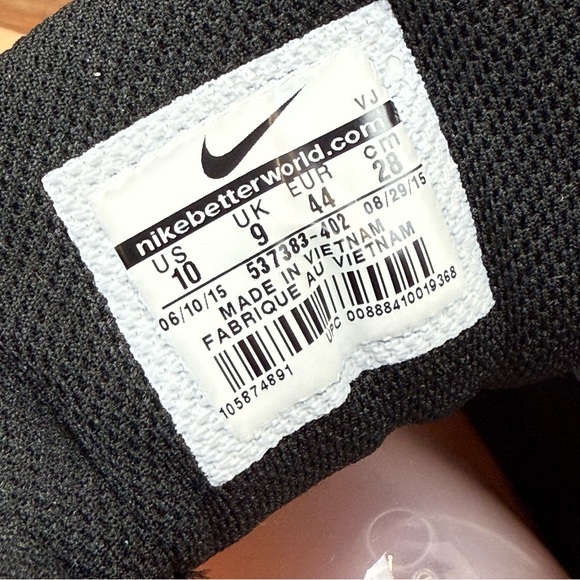 VJ
nikebetterworld.com
US UK EUR cm
10 9 44 28
06/10/15 537383-402 08/29/15
MADE IN VIETNAM
FABRIQUE AU VIETNAM
105874891 UPC 00888410019368